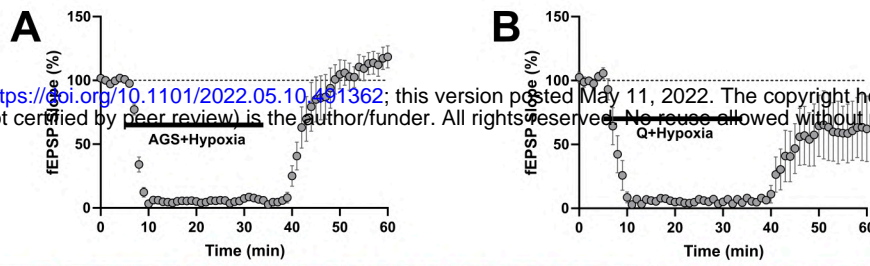 A
B
150
100
50
0
fEPSP Slope (%)
AGS+Hypoxia
0 10 20 30 40 50 60
Time (min)
150
100
50
0
fEPSP Slope (%)
Q+Hypoxia
0 10 20 30 40 50 60
Time (min)
tps://doi.org/10.1101/2022.05.10.491362; this version posted May 11, 2022. The copyright h
ot certified by peer review) is the author/funder. All rights reserved. No reuse allowed without